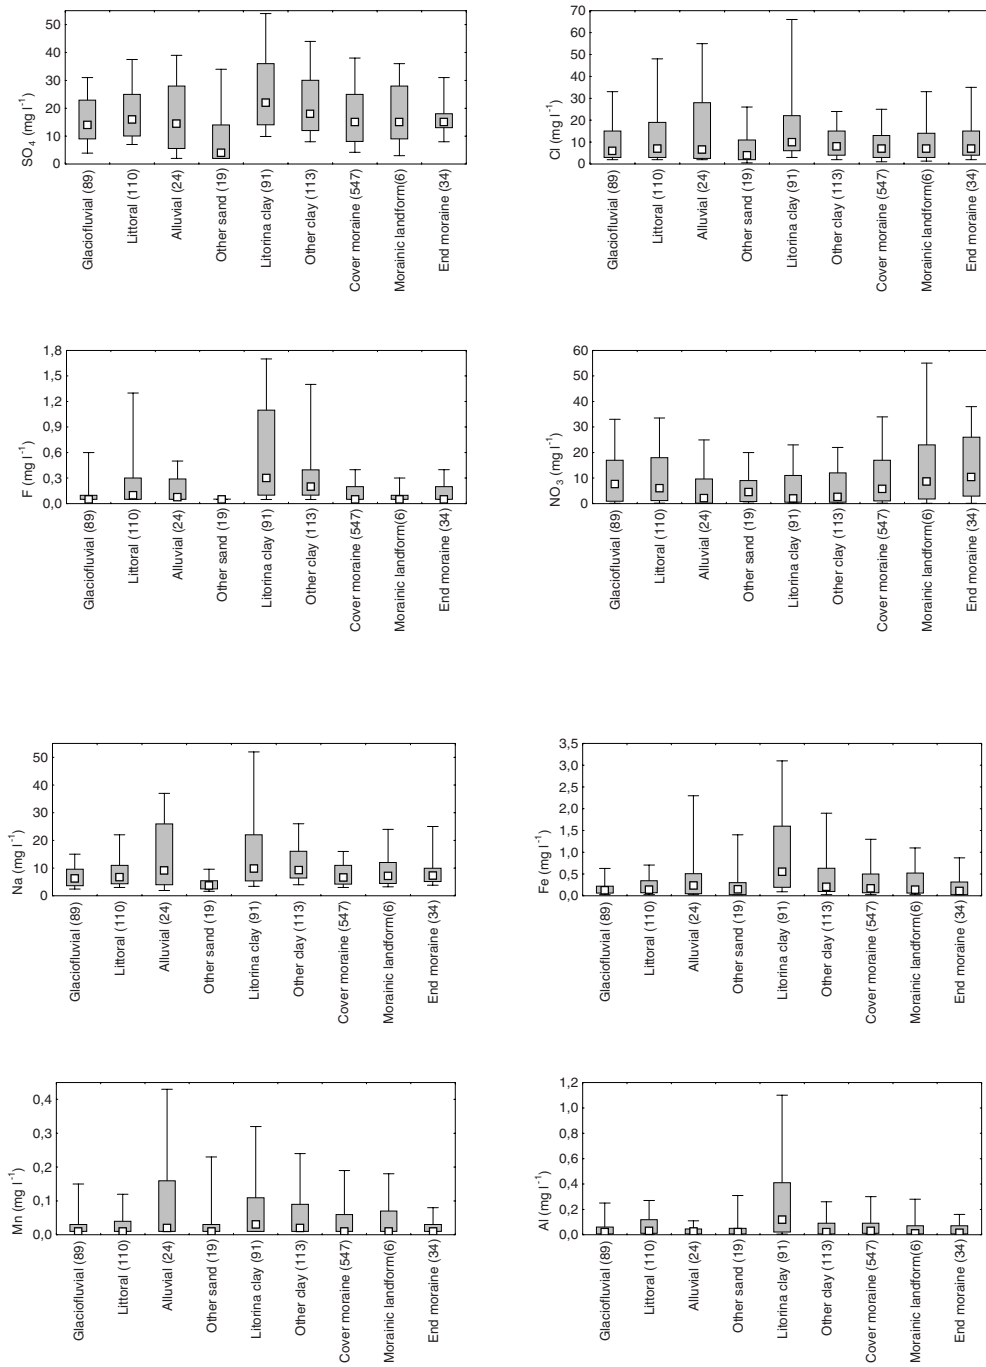 60
50
40
30
20
10
0
SO4 (mg l-1)
Glaciofluvial (89)
Littoral (110)
Alluvial (24)
Other sand (19)
Litorina clay (91)
Other clay (113)
Cover moraine (547)
Morainic landform(6)
End moraine (34)
70
60
50
40
30
20
10
0
Cl (mg l-1)
Glaciofluvial (89)
Littoral (110)
Alluvial (24)
Other sand (19)
Litorina clay (91)
Other clay (113)
Cover moraine (547)
Morainic landform(6)
End moraine (34)
1,8
1,5
1,2
0,9
0,6
0,3
0,0
F (mg l-1)
Glaciofluvial (89)
Littoral (110)
Alluvial (24)
Other sand (19)
Litorina clay (91)
Other clay (113)
Cover moraine (547)
Morainic landform(6)
End moraine (34)
60
50
40
30
20
10
0
NO3 (mg l-1)
Glaciofluvial (89)
Littoral (110)
Alluvial (24)
Other sand (19)
Litorina clay (91)
Other clay (113)
Cover moraine (547)
Morainic landform(6)
End moraine (34)
50
40
30
20
10
0
Na (mg l-1)
Glaciofluvial (89)
Littoral (110)
Alluvial (24)
Other sand (19)
Litorina clay (91)
Other clay (113)
Cover moraine (547)
Morainic landform(6)
End moraine (34)
3,5
3,0
2,5
2,0
1,5
1,0
0,5
0,0
Fe (mg l-1)
Glaciofluvial (89)
Littoral (110)
Alluvial (24)
Other sand (19)
Litorina clay (91)
Other clay (113)
Cover moraine (547)
Morainic landform(6)
End moraine (34)
0,4
0,3
0,2
0,1
0,0
Mn (mg l-1)
Glaciofluvial (89)
Littoral (110)
Alluvial (24)
Other sand (19)
Litorina clay (91)
Other clay (113)
Cover moraine (547)
Morainic landform(6)
End moraine (34)
1,2
1,0
0,8
0,6
0,4
0,2
0,0
Al (mg l-1)
Glaciofluvial (89)
Littoral (110)
Alluvial (24)
Other sand (19)
Litorina clay (91)
Other clay (113)
Cover moraine (547)
Morainic landform(6)
End moraine (34)